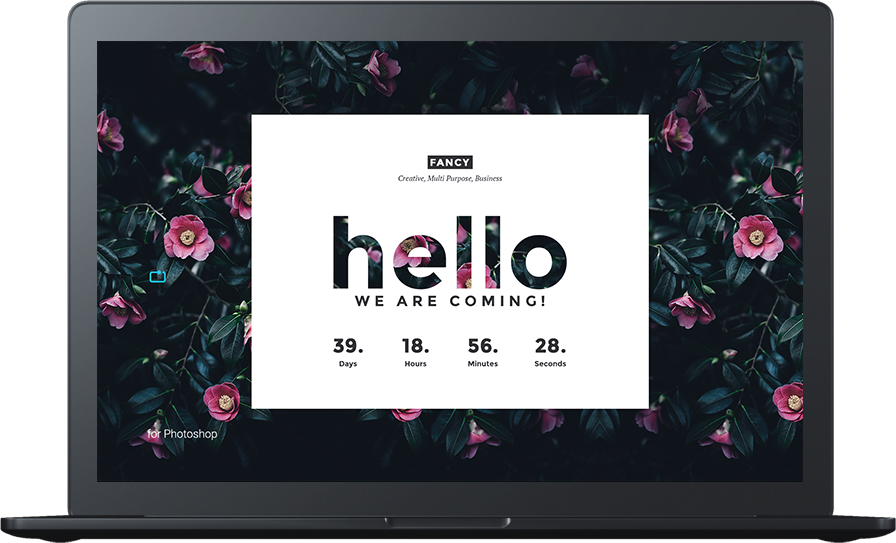 FANCY
Creative, Multi Purpose, Business
hello
WE ARE COMING!
39. 18. 56. 28.
Days Hours Minutes Seconds
for Photoshop